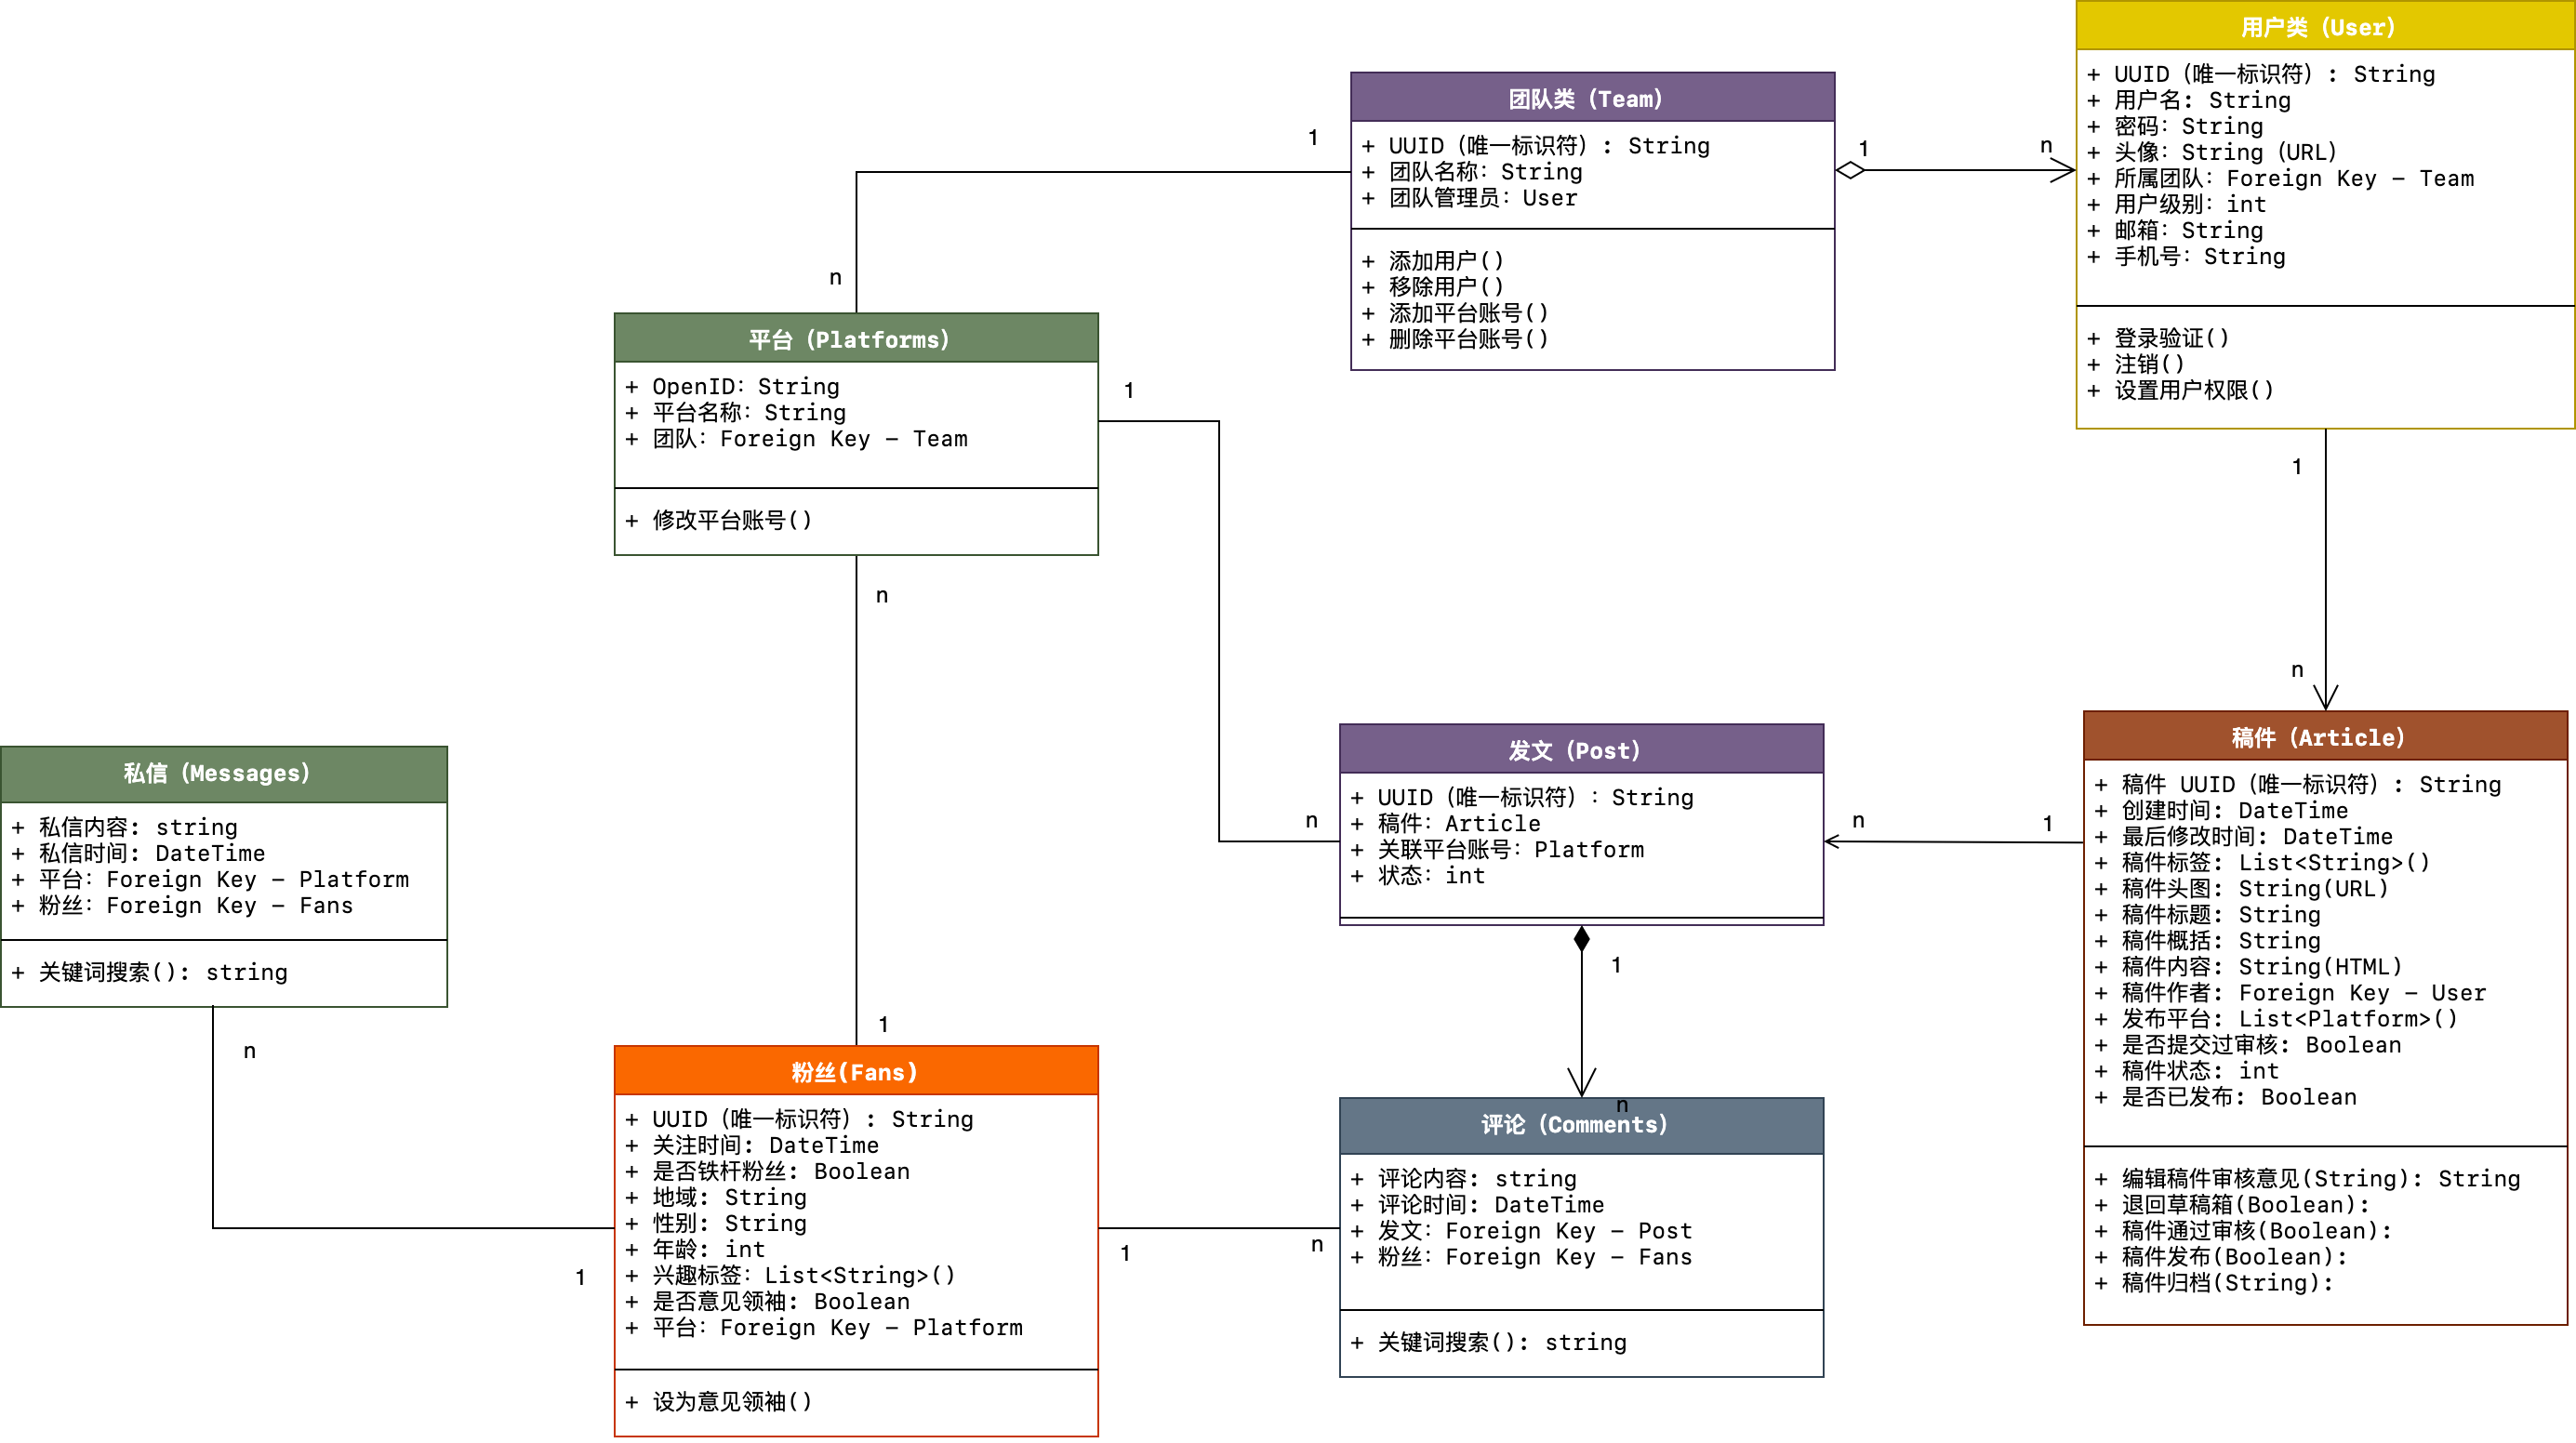 用户类（User）
+ UUID（唯一标识符）: String
+ 用户名: String
+ 密码：String
+ 头像：String（URL）
+ 所属团队：Foreign Key – Team
+ 用户级别：int
+ 邮箱：String
+ 手机号：String
+ 登录验证()
+ 注销()
+ 设置用户权限()
团队类（Team）
+ UUID（唯一标识符）: String
+ 团队名称：String
+ 团队管理员：User
+ 添加用户()
+ 移除用户()
+ 添加平台账号()
+ 删除平台账号()
1
n
1
n
平台（Platforms）
+ OpenID：String
+ 平台名称：String
+ 团队：Foreign Key – Team
+ 修改平台账号()
1
n
1
n
发文（Post）
+ UUID（唯一标识符）：String
+ 稿件：Article
+ 关联平台账号：Platform
+ 状态：int
n
n
1
稿件（Article）
+ 稿件 UUID（唯一标识符）: String
+ 创建时间: DateTime
+ 最后修改时间: DateTime
+ 稿件标签: List<String>()
+ 稿件头图: String(URL)
+ 稿件标题: String
+ 稿件概括: String
+ 稿件内容: String(HTML)
+ 稿件作者: Foreign Key – User
+ 发布平台: List<Platform>()
+ 是否提交过审核: Boolean
+ 稿件状态: int
+ 是否已发布: Boolean
+ 编辑稿件审核意见(String): String
+ 退回草稿箱(Boolean):
+ 稿件通过审核(Boolean):
+ 稿件发布(Boolean):
+ 稿件归档(String):
私信（Messages）
+ 私信内容: string
+ 私信时间: DateTime
+ 平台：Foreign Key – Platform
+ 粉丝：Foreign Key – Fans
+ 关键词搜索(): string
n
1
1
粉丝(Fans)
+ UUID（唯一标识符）: String
+ 关注时间: DateTime
+ 是否铁杆粉丝: Boolean
+ 地域: String
+ 性别: String
+ 年龄: int
+ 兴趣标签：List<String>()
+ 是否意见领袖: Boolean
+ 平台：Foreign Key – Platform
+ 设为意见领袖()
1
n
1
n
评论（Comments）
+ 评论内容: string
+ 评论时间: DateTime
+ 发文：Foreign Key – Post
+ 粉丝：Foreign Key – Fans
+ 关键词搜索(): string